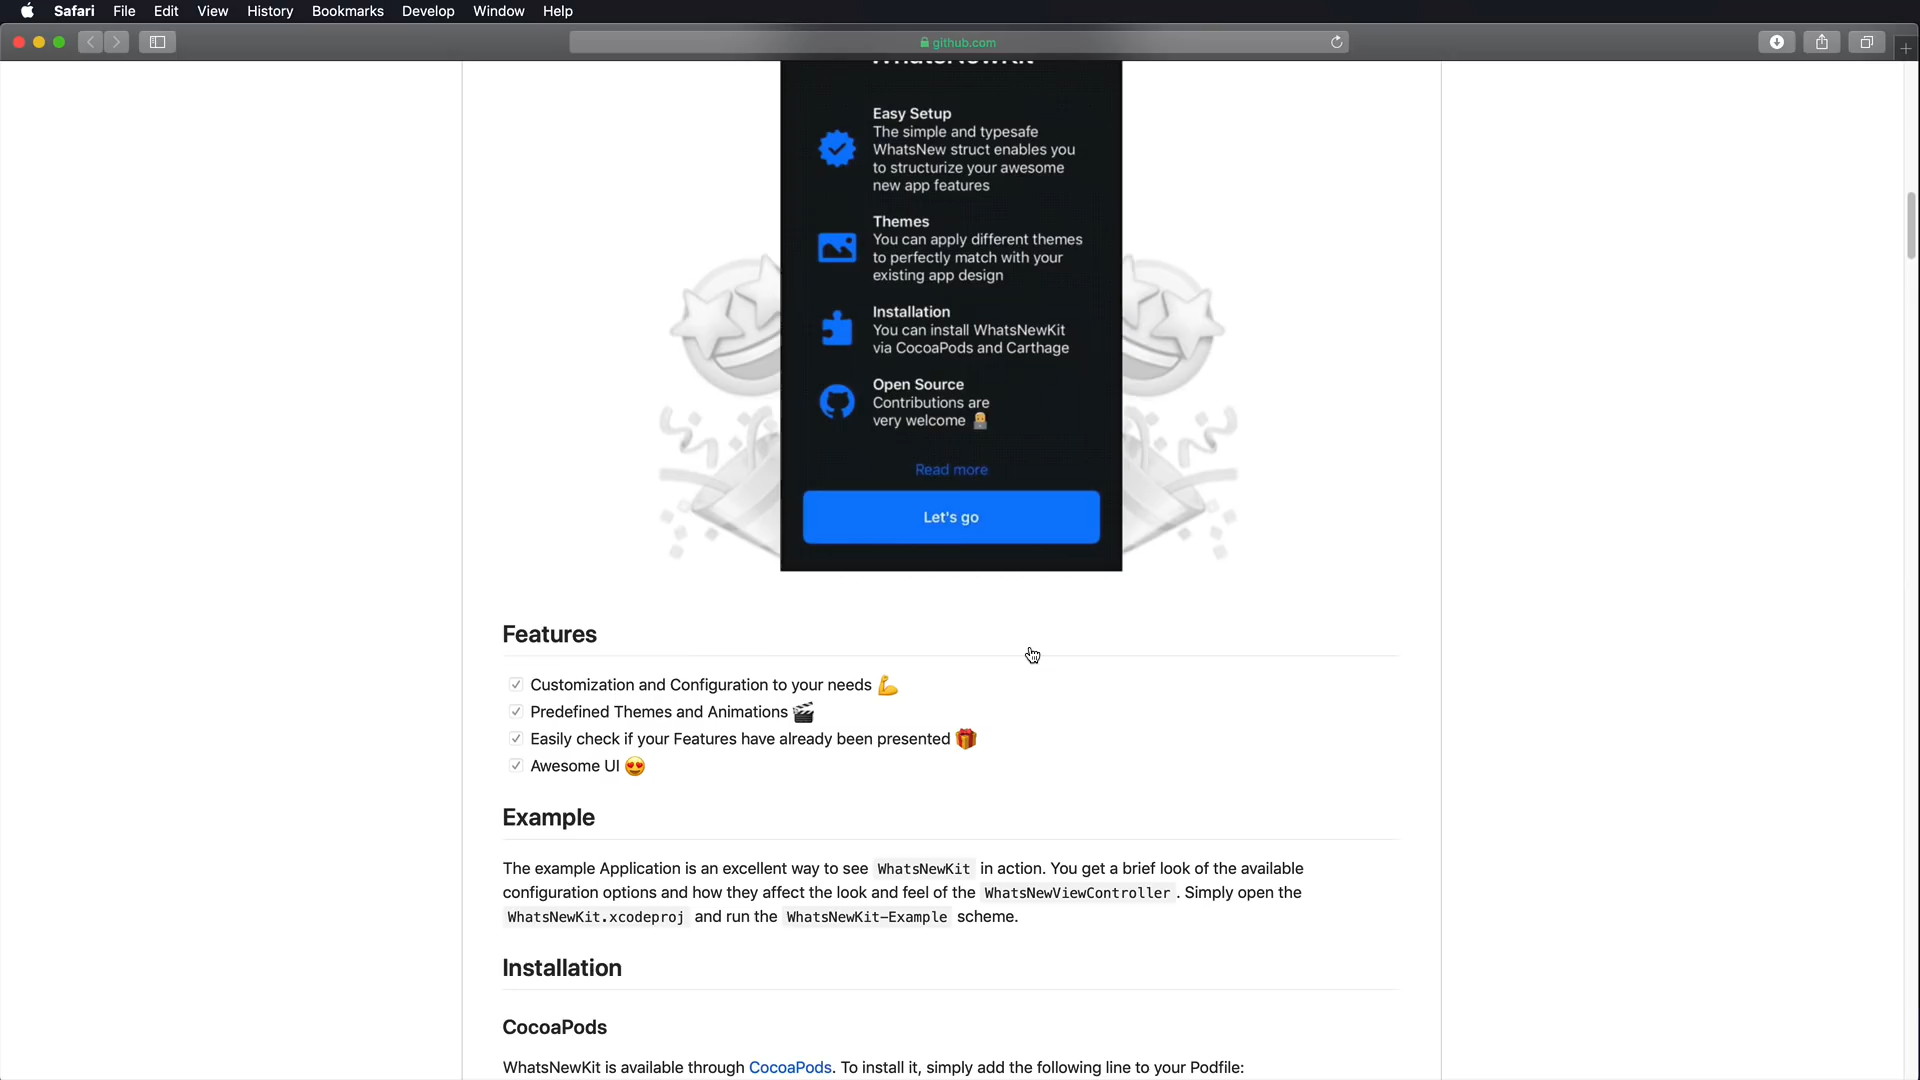 Safari File Edit View History Bookmarks Develop Window Help
github.com
WhatsNewKit
Easy Setup
The simple and typesafe
WhatsNew struct enables you
to structurize your awesome
new app features
Themes
You can apply different themes
to perfectly match with your
existing app design
Installation
You can install WhatsNewKit
via CocoaPods and Carthage
Open Source
Contributions are
very welcome 👨🏼‍💻
Read more
Let's go
Features
Customization and Configuration to your needs 💪
Predefined Themes and Animations 🎬
Easily check if your Features have already been presented 🎁
Awesome UI 😍
Example
The example Application is an excellent way to see WhatsNewKit in action. You get a brief look of the available
configuration options and how they affect the look and feel of the WhatsNewViewController . Simply open the
WhatsNewKit.xcodeproj and run the WhatsNewKit-Example scheme.
Installation
CocoaPods
WhatsNewKit is available through CocoaPods. To install it, simply add the following line to your Podfile: